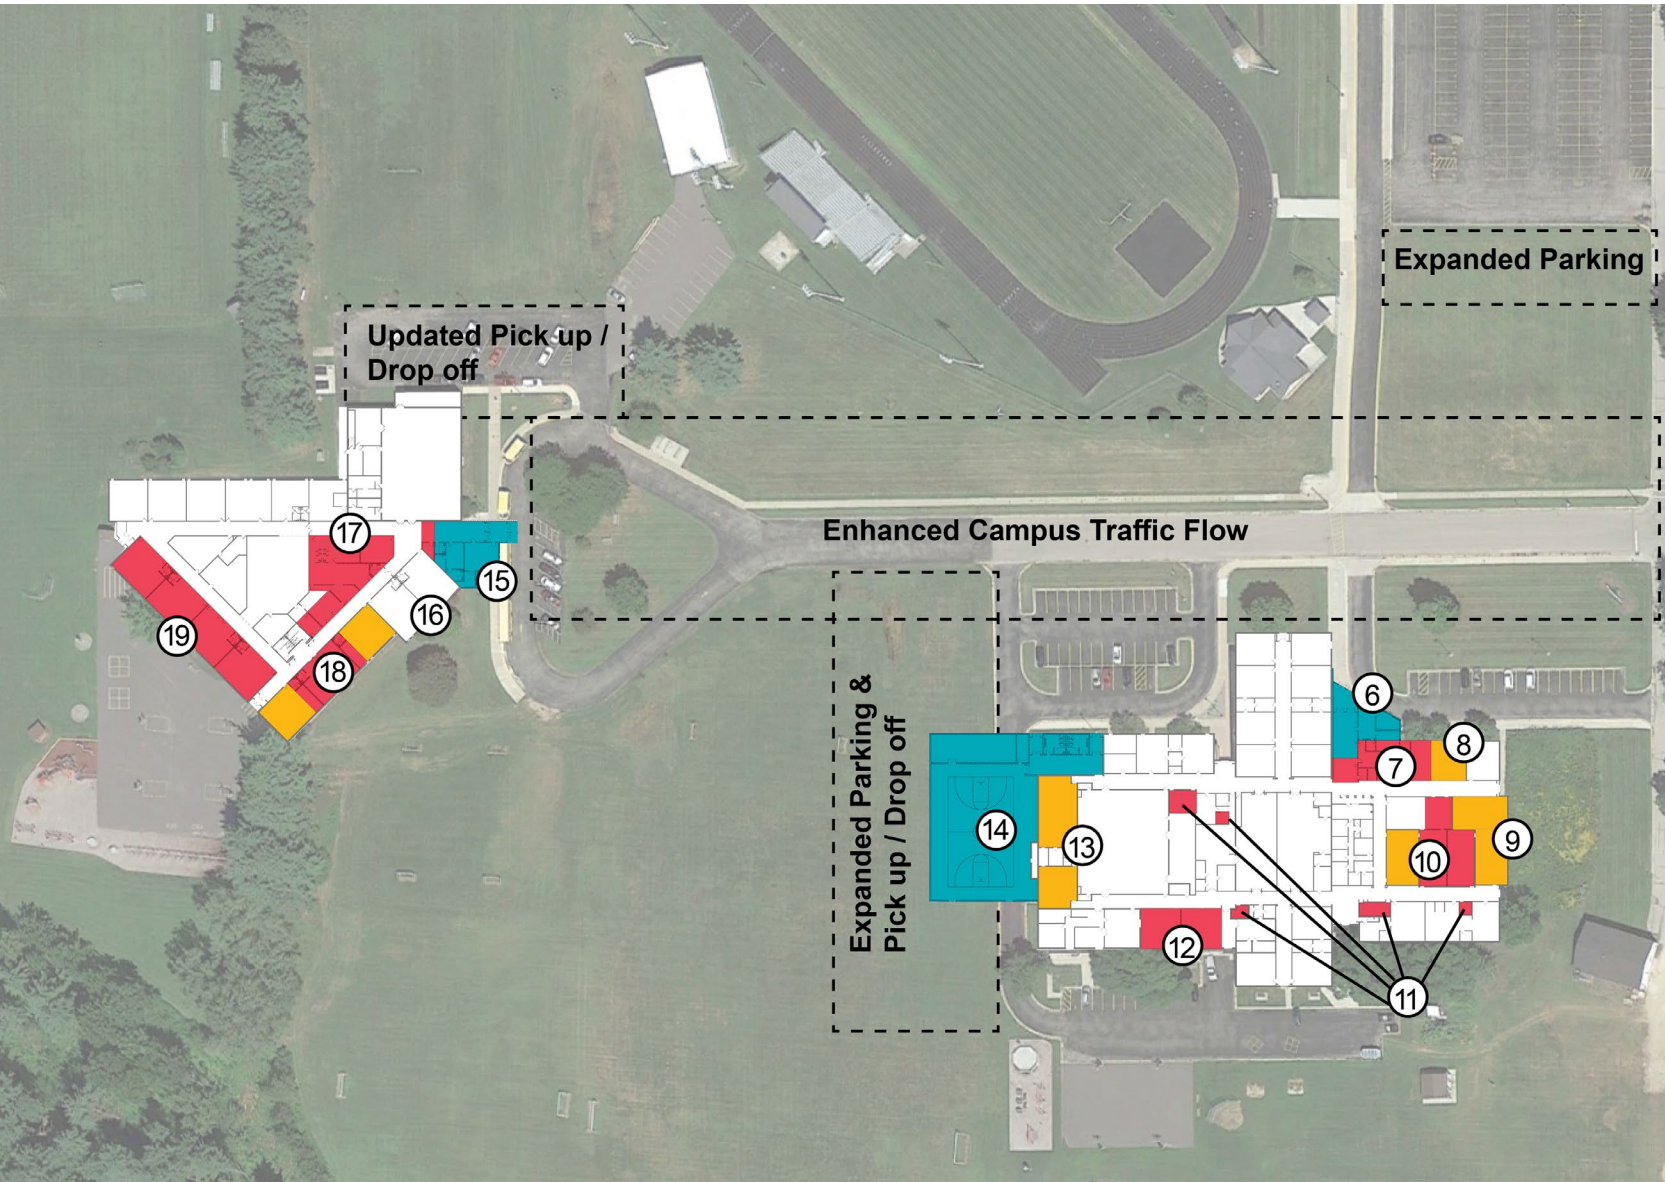 Expanded Parking
Updated Pick up /
Drop off
Enhanced Campus Traffic Flow
17
15
16
19
18
Expanded Parking &
Pick up / Drop off
6
7
8
14
13
9
10
12
11